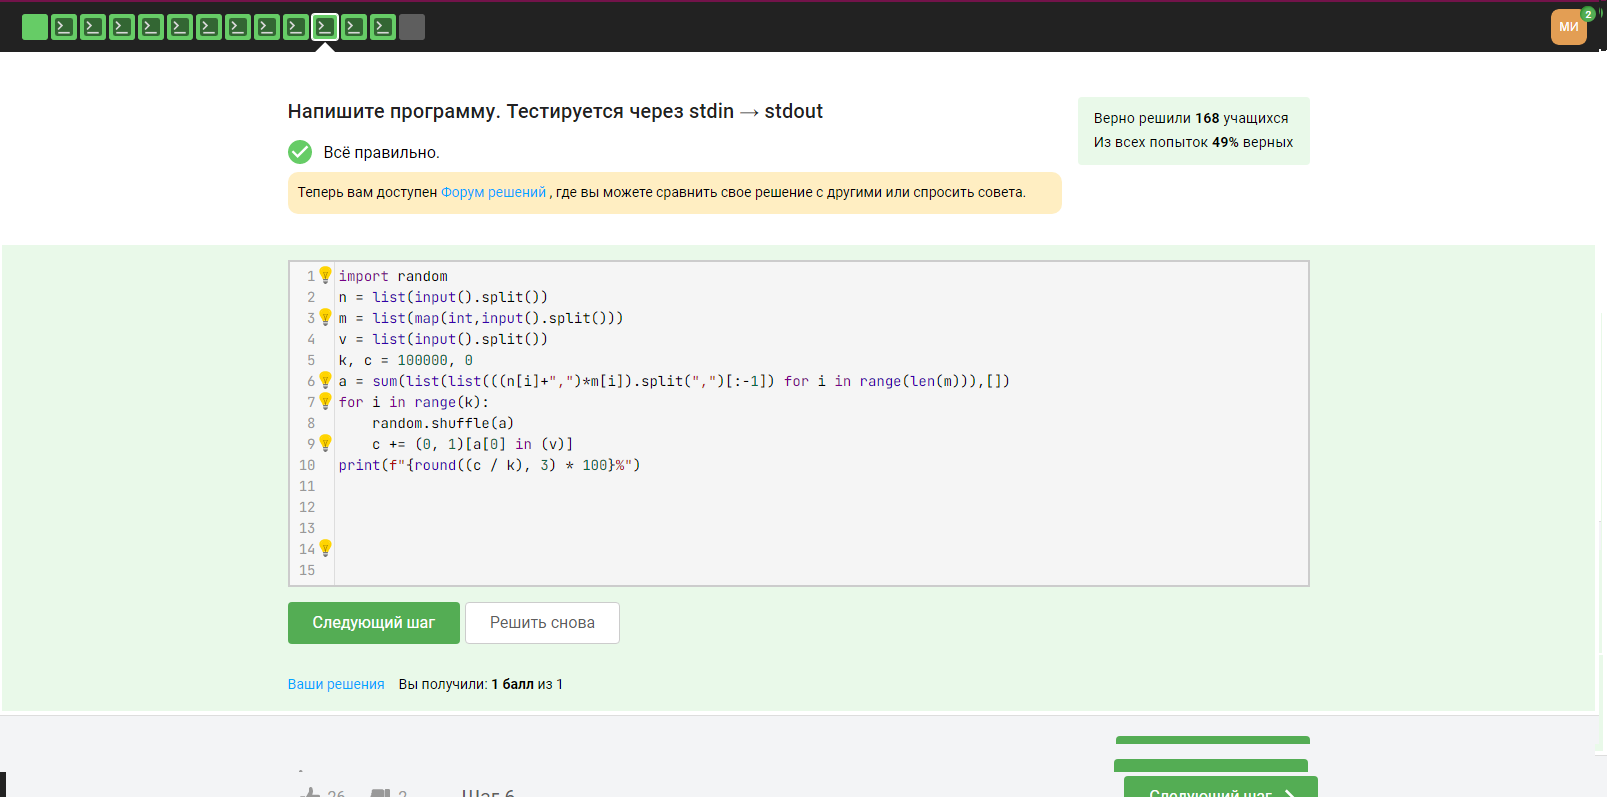 МИ
2
Напишите программу. Тестируется через stdin → stdout
Верно решили 168 учащихся
Из всех попыток 49% верных
Всё правильно.
Теперь вам доступен Форум решений , где вы можете сравнить свое решение с другими или спросить совета.
1 import random
2 n = list(input().split())
3 m = list(map(int,input().split()))
4 v = list(input().split())
5 k, c = 100000, 0
6 a = sum(list(list(((n[i]+",")*m[i]).split(",")[:-1]) for i in range(len(m))),[])
7 for i in range(k):
8     random.shuffle(a)
9     c += (0, 1)[a[0] in (v)]
10 print(f"{round((c / k), 3) * 100}%")
11
12
13
14
15
Следующий шаг
Решить снова
Ваши решения Вы получили: 1 балл из 1
26 2 Шаг 6
Следующий шаг